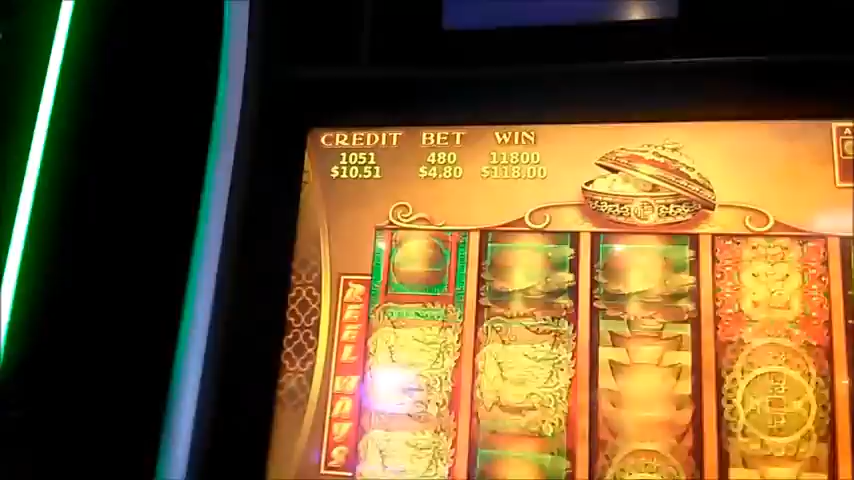 CREDIT BET WIN
1051 480 11800
$10.51 $4.80 $118.00
REEL WAYS